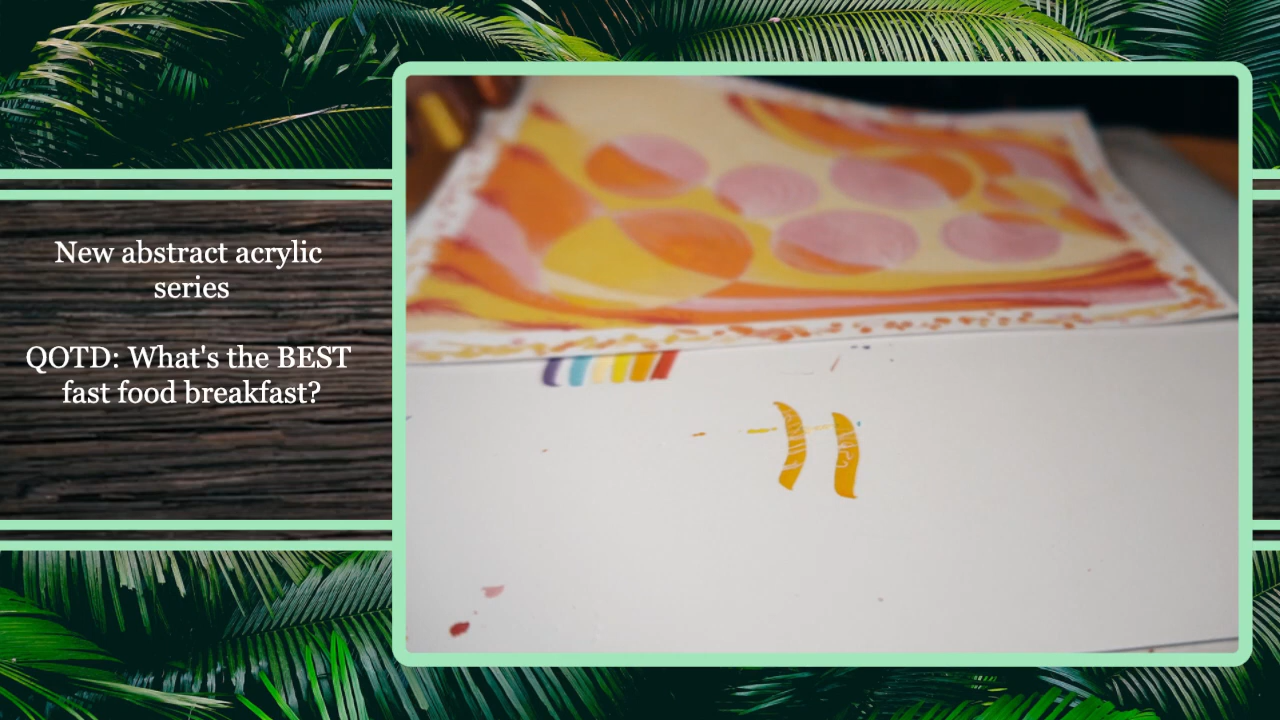 New abstract acrylic
series
QOTD: What's the BEST
fast food breakfast?